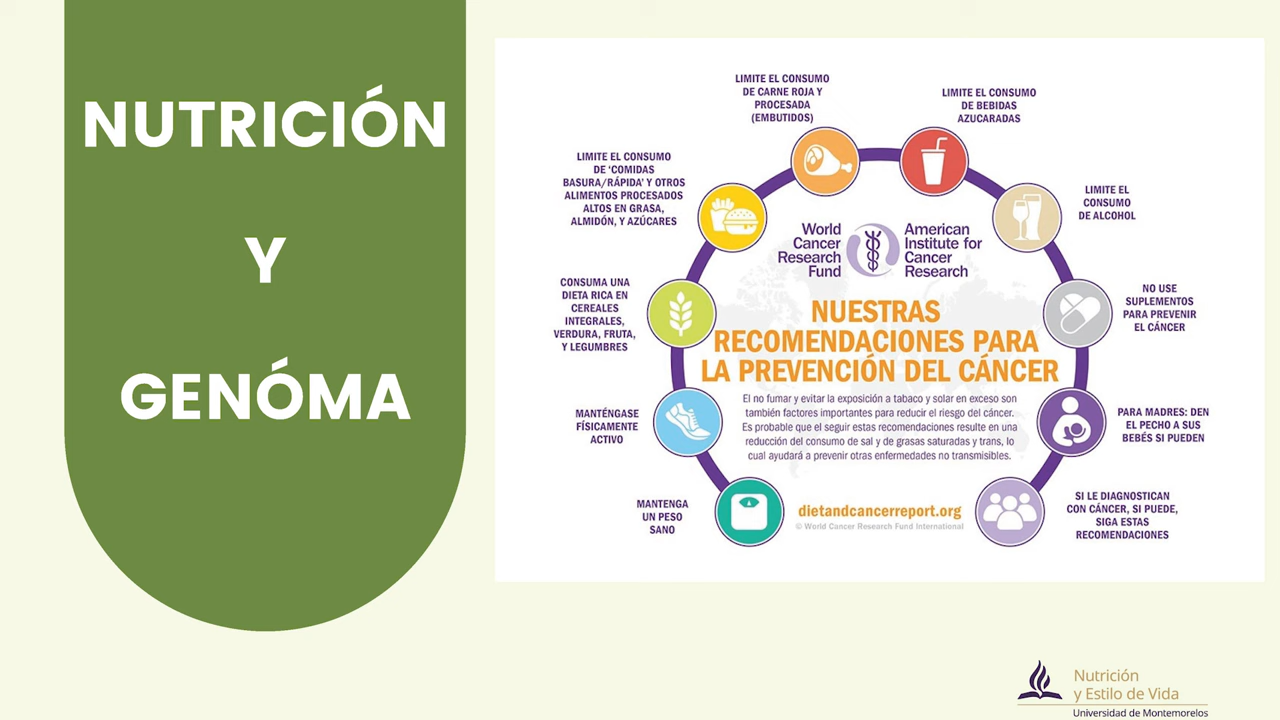 NUTRICIÓN
Y
GENÓMA
LIMITE EL CONSUMO
DE CARNE ROJA Y
PROCESADA
(EMBUTIDOS)
LIMITE EL CONSUMO
DE BEBIDAS
AZUCARADAS
LIMITE EL CONSUMO
DE ‘COMIDAS
BASURA/RÁPIDA’ Y OTROS
ALIMENTOS PROCESADOS
ALTOS EN GRASA,
ALMIDÓN, Y AZÚCARES
LIMITE EL
CONSUMO
DE ALCOHOL
World
Cancer
Research
Fund
American
Institute for
Cancer
Research
CONSUMA UNA
DIETA RICA EN
CEREALES
INTEGRALES,
VERDURA, FRUTA,
Y LEGUMBRES
NO USE
SUPLEMENTOS
PARA PREVENIR
EL CÁNCER
NUESTRAS
RECOMENDACIONES PARA
LA PREVENCIÓN DEL CÁNCER
El no fumar y evitar la exposición a tabaco y solar en exceso son
también factores importantes para reducir el riesgo del cáncer.
Es probable que el seguir estas recomendaciones resulte en una
reducción del consumo de sal y de grasas saturadas y trans, lo
cual ayudará a prevenir otras enfermedades no transmisibles.
MANTÉNGASE
FÍSICAMENTE
ACTIVO
PARA MADRES: DEN
EL PECHO A SUS
BEBÉS SI PUEDEN
MANTENGA
UN PESO
SANO
dietandcancerreport.org
© World Cancer Research Fund International
SI LE DIAGNOSTICAN
CON CÁNCER, SI PUEDE,
SIGA ESTAS
RECOMENDACIONES
Nutrición
y Estilo de Vida
Universidad de Montemorelos